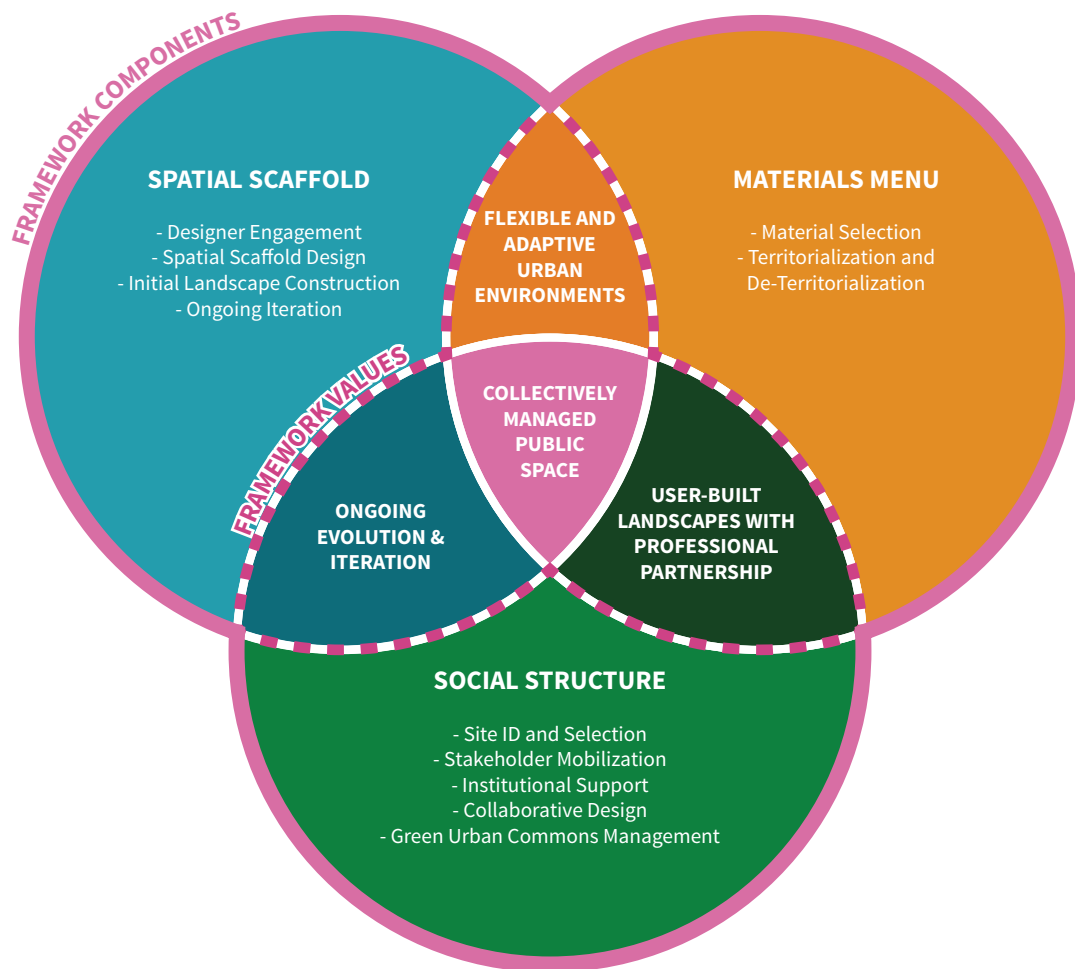 FRAMEWORK COMPONENTS
SPATIAL SCAFFOLD
- Designer Engagement
- Spatial Scaffold Design
- Initial Landscape Construction
- Ongoing Iteration
MATERIALS MENU
- Material Selection
- Territorialization and
De-Territorialization
FLEXIBLE AND
ADAPTIVE
URBAN
ENVIRONMENTS
FRAMEWORK VALUES
COLLECTIVELY
MANAGED
PUBLIC
SPACE
ONGOING
EVOLUTION &
ITERATION
USER-BUILT
LANDSCAPES WITH
PROFESSIONAL
PARTNERSHIP
SOCIAL STRUCTURE
- Site ID and Selection
- Stakeholder Mobilization
- Institutional Support
- Collaborative Design
- Green Urban Commons Management